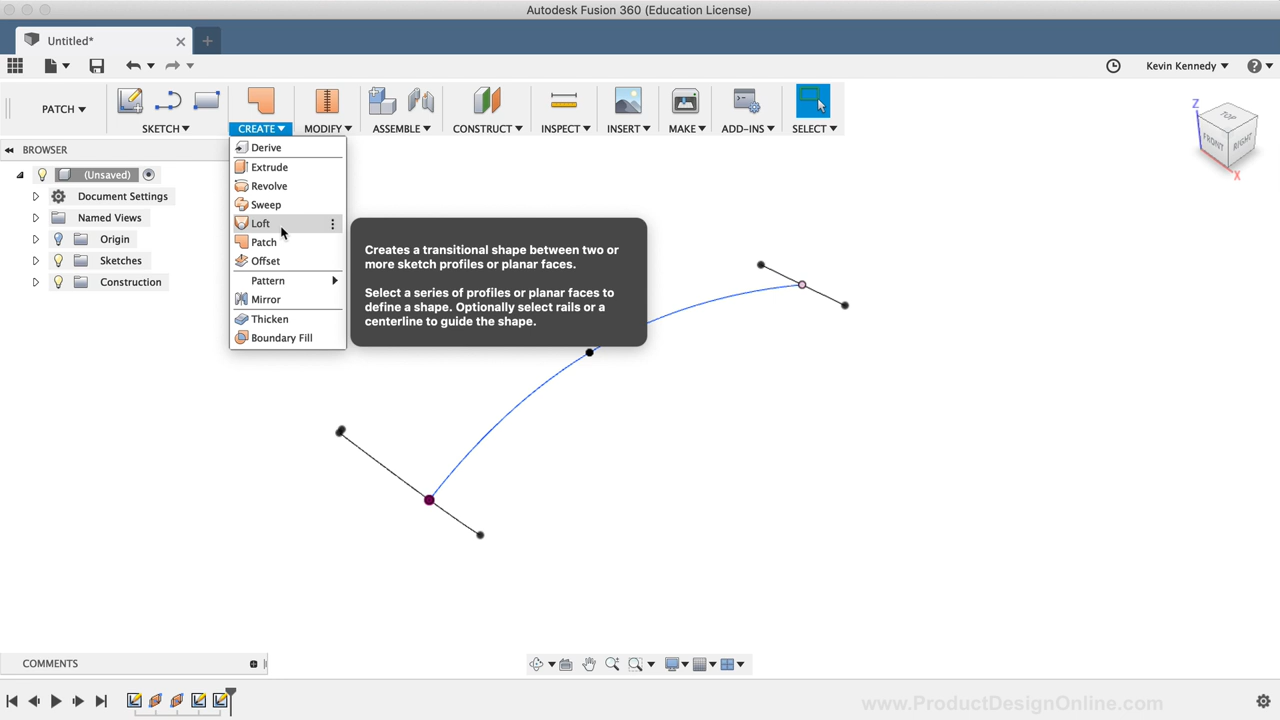 Autodesk Fusion 360 (Education License)
Untitled*
Kevin Kennedy
PATCH
SKETCH
CREATE
MODIFY
ASSEMBLE
CONSTRUCT
INSPECT
INSERT
MAKE
ADD-INS
SELECT
Z
TOP
FRONT
RIGHT
X
BROWSER
(Unsaved)
Document Settings
Named Views
Origin
Sketches
Construction
Derive
Extrude
Revolve
Sweep
Loft
Patch
Offset
Pattern
Mirror
Thicken
Boundary Fill
Creates a transitional shape between two or
more sketch profiles or planar faces.
Select a series of profiles or planar faces to
define a shape. Optionally select rails or a
centerline to guide the shape.
COMMENTS
www.ProductDesignOnline.com